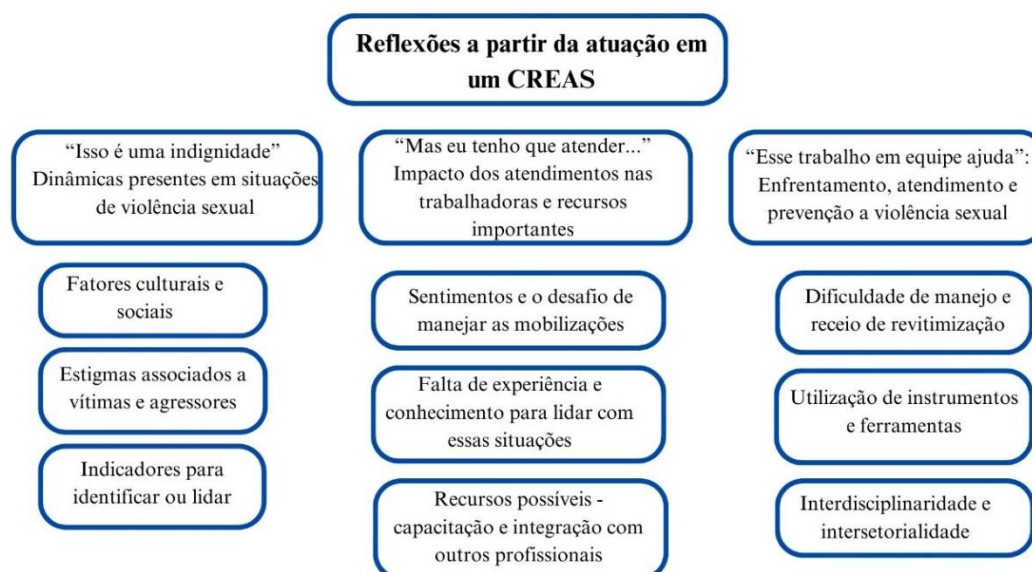 Reflexões a partir da atuação em
um CREAS
“Isso é uma indignidade”
Dinâmicas presentes em situações
de violência sexual
Fatores culturais e
sociais
Estigmas associados a
vítimas e agressores
Indicadores para
identificar ou lidar
“Mas eu tenho que atender...”
Impacto dos atendimentos nas
trabalhadoras e recursos
importantes
Sentimentos e o desafio de
manejar as mobilizações
Falta de experiência e
conhecimento para lidar com
essas situações
Recursos possíveis -
capacitação e integração com
outros profissionais
“Esse trabalho em equipe ajuda”:
Enfrentamento, atendimento e
prevenção a violência sexual
Dificuldade de manejo e
receio de revitimização
Utilização de instrumentos
e ferramentas
Interdisciplinaridade e
intersetorialidade